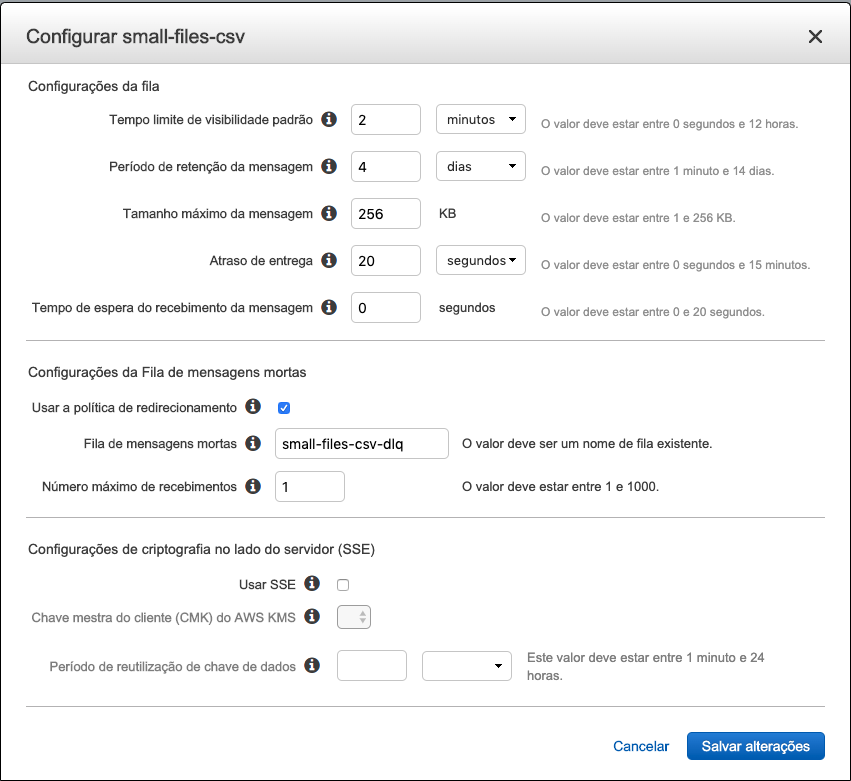 Configurar small-files-csv
Configurações da fila
Tempo limite de visibilidade padrão 2 minutos O valor deve estar entre 0 segundos e 12 horas.
Período de retenção da mensagem 4 dias O valor deve estar entre 1 minuto e 14 dias.
Tamanho máximo da mensagem 256 KB O valor deve estar entre 1 e 256 KB.
Atraso de entrega 20 segundos O valor deve estar entre 0 segundos e 15 minutos.
Tempo de espera do recebimento da mensagem 0 segundos O valor deve estar entre 0 e 20 segundos.
Configurações da Fila de mensagens mortas
Usar a política de redirecionamento
Fila de mensagens mortas small-files-csv-dlq O valor deve ser um nome de fila existente.
Número máximo de recebimentos 1 O valor deve estar entre 1 e 1000.
Configurações de criptografia no lado do servidor (SSE)
Usar SSE
Chave mestra do cliente (CMK) do AWS KMS
Período de reutilização de chave de dados Este valor deve estar entre 1 minuto e 24
horas.
Cancelar Salvar alterações